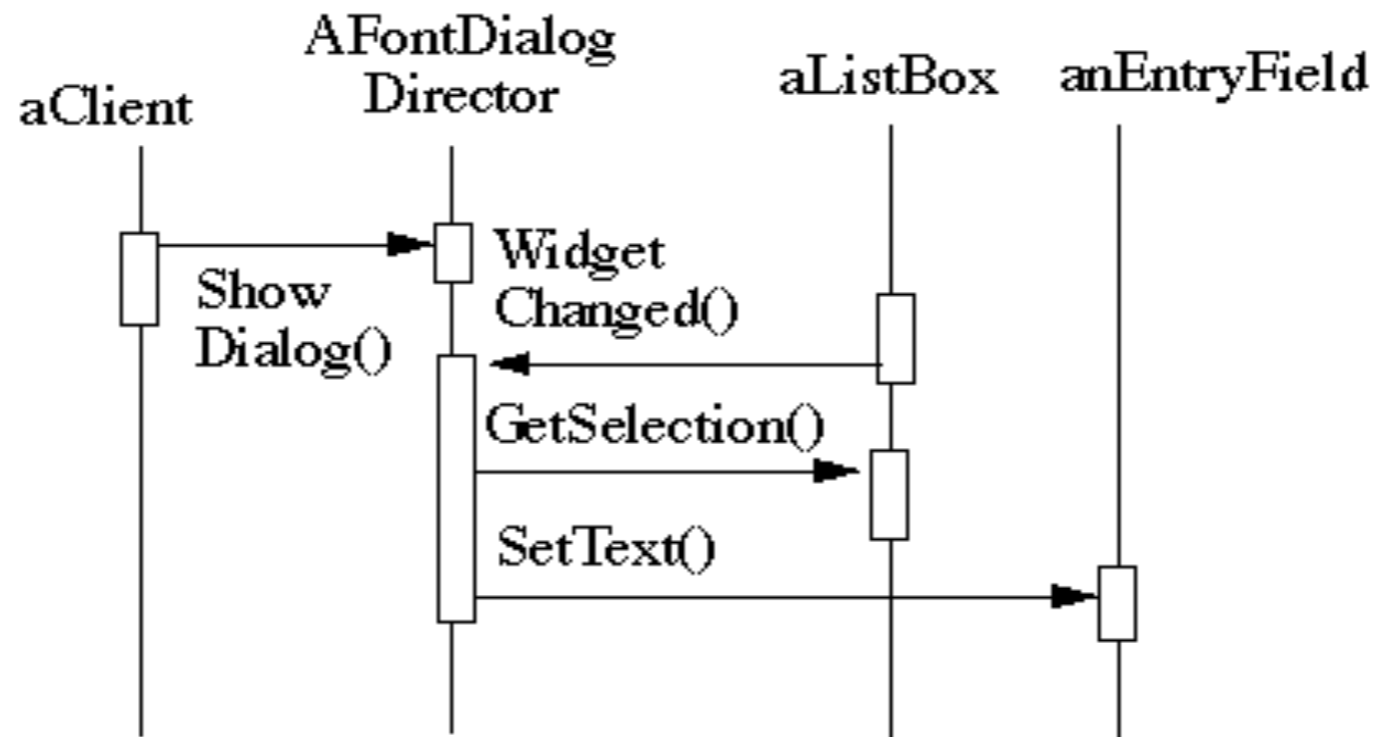 AFontDialog
Director
aListBox
anEntryField
aClient
Widget
Changed()
Show
Dialog()
GetSelection()
SetText()